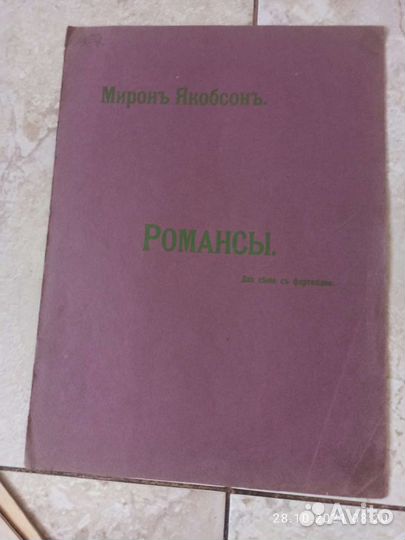 Миронъ Якобсонъ.
РОМАНСЫ.
Для пѣнія съ фортепіано.
28.10
Avito